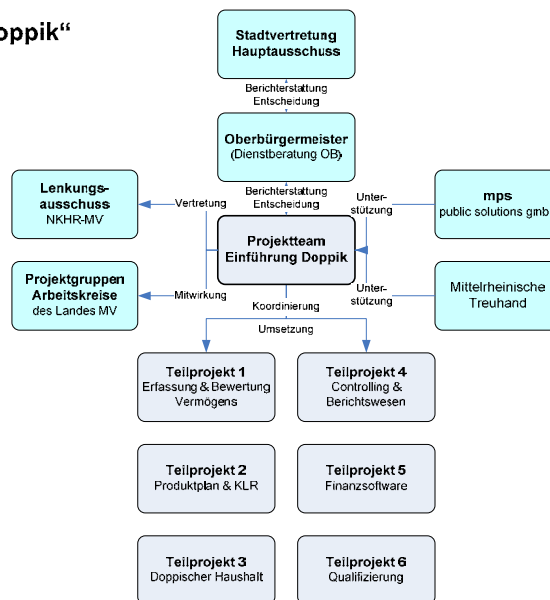 oppik“
Stadtvertretung
Hauptausschuss
Berichterstattung
Entscheidung
Oberbürgermeister
(Dienstberatung OB)
Berichterstattung
Entscheidung
Lenkungs-
ausschuss
NKHR-MV
Vertretung
Unter-
stützung
mps
public solutions gmb
Projektteam
Einführung Doppik
Projektgruppen
Arbeitskreise
des Landes MV
Mitwirkung
Unter-
stützung
Mittelrheinische
Treuhand
Koordinierung
Umsetzung
Teilprojekt 1
Erfassung & Bewertung
Vermögens
Teilprojekt 4
Controlling &
Berichtswesen
Teilprojekt 2
Produktplan & KLR
Teilprojekt 5
Finanzsoftware
Teilprojekt 3
Doppischer Haushalt
Teilprojekt 6
Qualifizierung